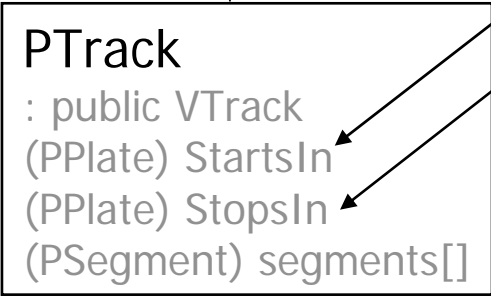 PTrack
: public VTrack
(PPlate) StartsIn
(PPlate) StopsIn
(PSegment) segments[]